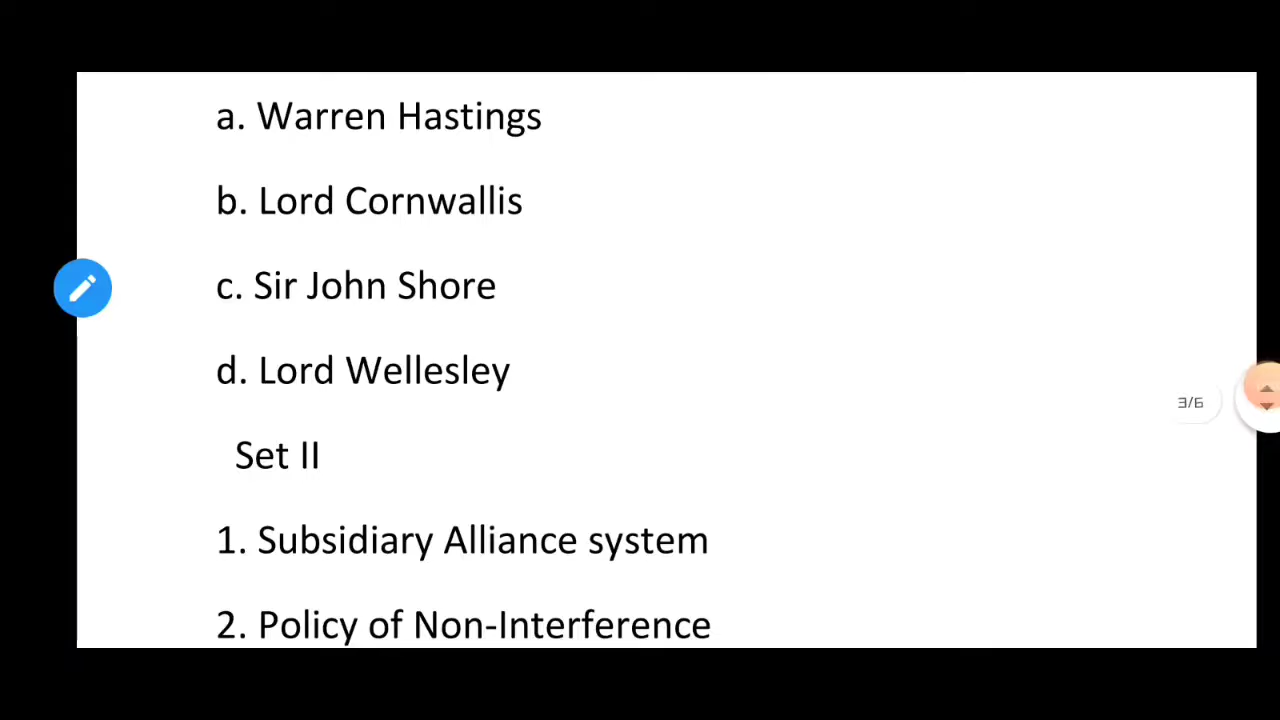 a. Warren Hastings
b. Lord Cornwallis
c. Sir John Shore
d. Lord Wellesley
3/6
Set II
1. Subsidiary Alliance system
2. Policy of Non-Interference